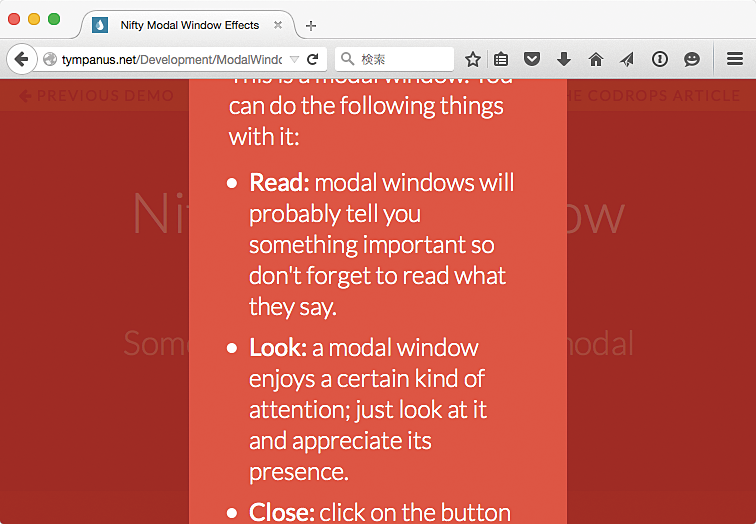 Nifty Modal Window Effects
tympanus.net/Development/ModalWindo
検索
PREVIOUS DEMO
THE CODROPS ARTICLE
This is a modal window. You
can do the following things
with it:
Read: modal windows will
probably tell you
something important so
don't forget to read what
they say.
Look: a modal window
enjoys a certain kind of
attention; just look at it
and appreciate its
presence.
Close: click on the button
Nif
ow
Som
modal